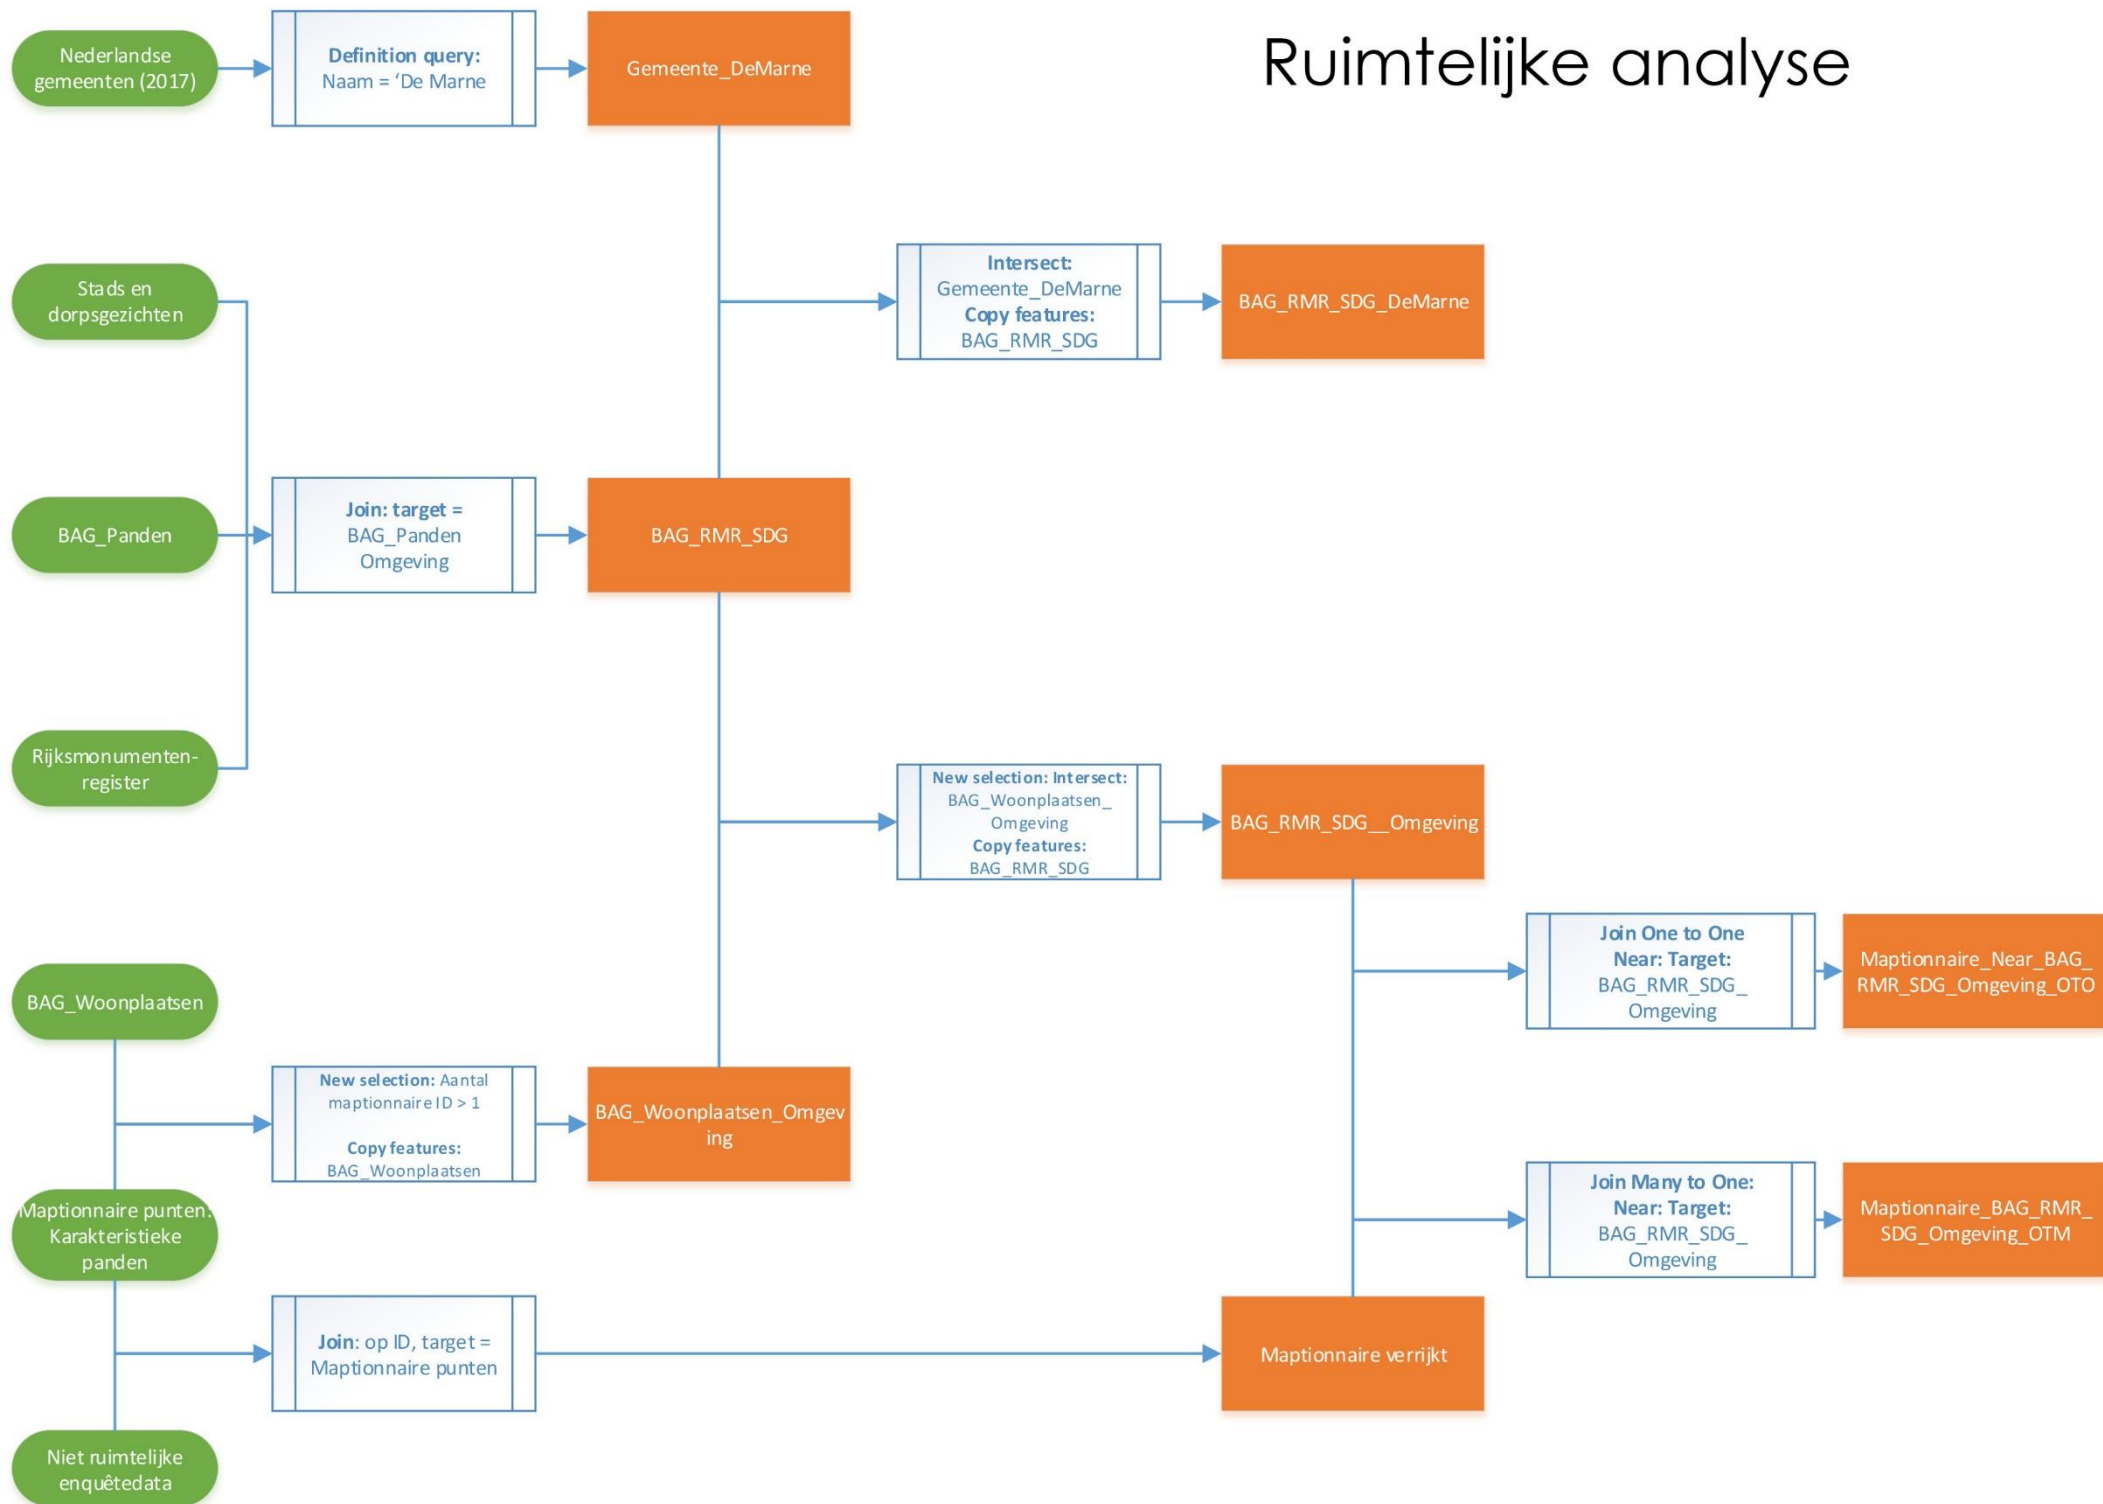 Ruimtelijke analyse
Nederlandse
gemeenten (2017)
Definition query:
Naam = ‘De Marne
Gemeente_DeMarne
Stads en
dorpsgezichten
Intersect:
Gemeente_DeMarne
Copy features:
BAG_RMR_SDG
BAG_RMR_SDG_DeMarne
BAG_Panden
Join: target =
BAG_Panden
Omgeving
BAG_RMR_SDG
Rijksmonumenten-
register
New selection: Intersect:
BAG_Woonplaatsen_
Omgeving
Copy features:
BAG_RMR_SDG
BAG_RMR_SDG__Omgeving
Join One to One
Near: Target:
BAG_RMR_SDG_
Omgeving
Maptionnaire_Near_BAG_
RMR_SDG_Omgeving_OTO
BAG_Woonplaatsen
New selection: Aantal
maptionnaire ID > 1
Copy features:
BAG_Woonplaatsen
BAG_Woonplaatsen_Omgev
ing
Maptionnaire punten:
Karakteristieke
panden
Join Many to One:
Near: Target:
BAG_RMR_SDG_
Omgeving
Maptionnaire_BAG_RMR_
SDG_Omgeving_OTM
Join: op ID, target =
Maptionnaire punten
Maptionnaire verrijkt
Niet ruimtelijke
enquêtedata